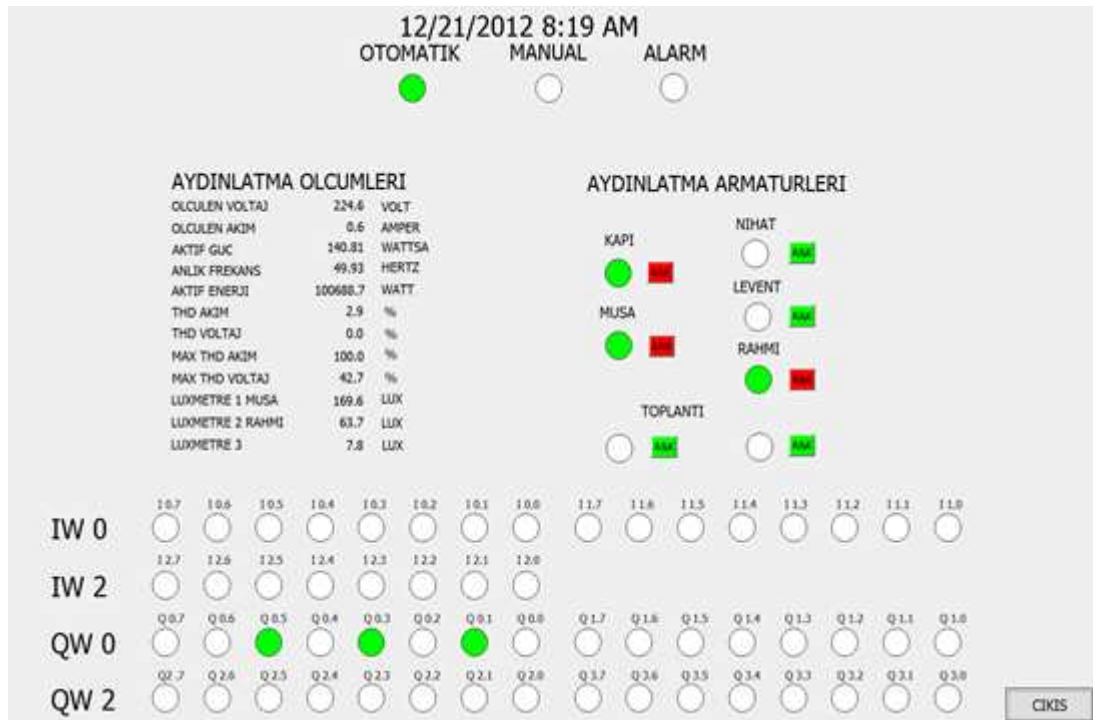 12/21/2012 8:19 AM
OTOMATIK MANUAL ALARM
AYDINLATMA OLCUMLERI
OLCULEN VOLTAJ 224.6 VOLT
OLCULEN AKIM 0.6 AMPER
AKTIF GUC 140.81 WATTSA
ANLIK FREKANS 49.93 HERTZ
AKTIF ENERJI 100688.7 WATT
THD AKIM 2.9 %
THD VOLTAJ 0.0 %
MAX THD AKIM 100.0 %
MAX THD VOLTAJ 42.7 %
LUXMETRE 1 MUSA 169.6 LUX
LUXMETRE 2 RAHMI 63.7 LUX
LUXMETRE 3 7.8 LUX
AYDINLATMA ARMATURLERI
NIHAT
KAPI
LEVENT
MUSA
RAHMI
TOPLANTI
I 0.7 I 0.6 I 0.5 I 0.4 I 0.3 I 0.2 I 0.1 I 0.0 I 1.7 I 1.6 I 1.5 I 1.4 I 1.3 I 1.2 I 1.1 I 1.0
IW 0
I 2.7 I 2.6 I 2.5 I 2.4 I 2.3 I 2.2 I 2.1 I 2.0
IW 2
Q 0.7 Q 0.6 Q 0.5 Q 0.4 Q 0.3 Q 0.2 Q 0.1 Q 0.0 Q 1.7 Q 1.6 Q 1.5 Q 1.4 Q 1.3 Q 1.2 Q 1.1 Q 1.0
QW 0
Q2 .7 Q 2.6 Q 2.5 Q 2.4 Q 2.3 Q 2.2 Q 2.1 Q 2.0 Q 3.7 Q 3.6 Q 3.5 Q 3.4 Q 3.3 Q 3.2 Q 3.1 Q 3.0
QW 2
CIKIS